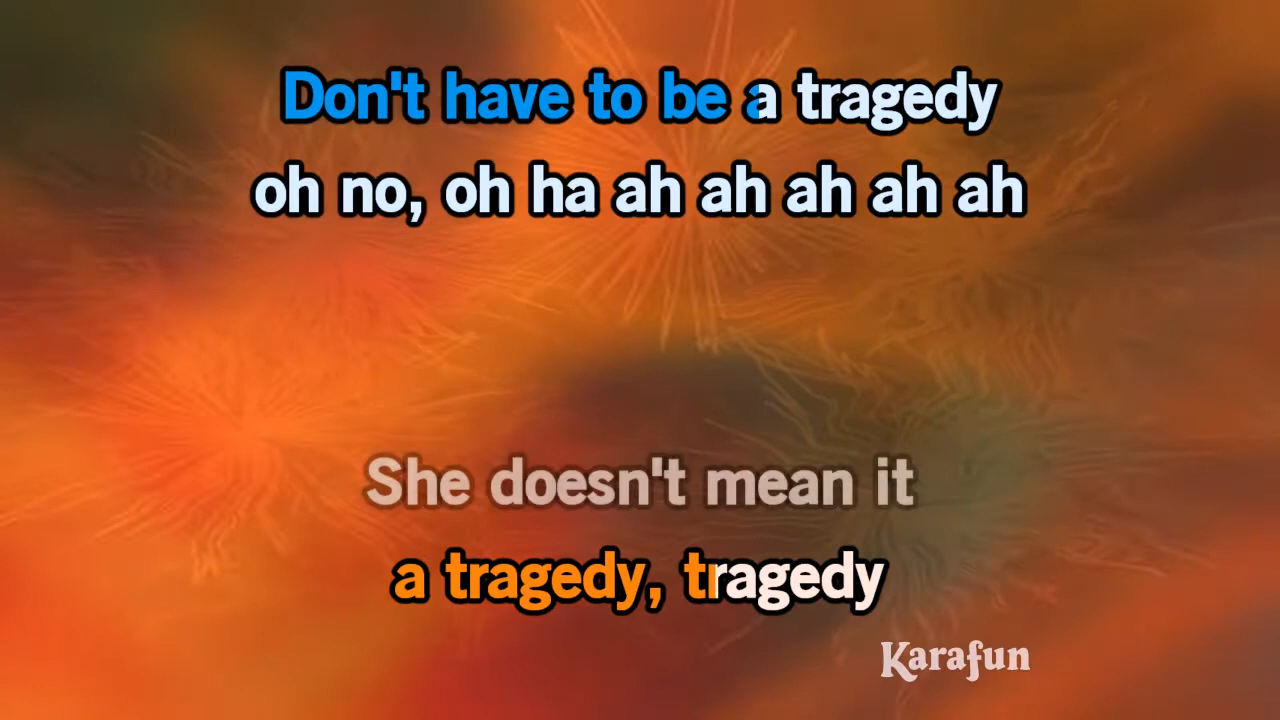 Don't have to be a tragedy
oh no, oh ha ah ah ah ah ah
She doesn't mean it
a tragedy, tragedy
Karafun